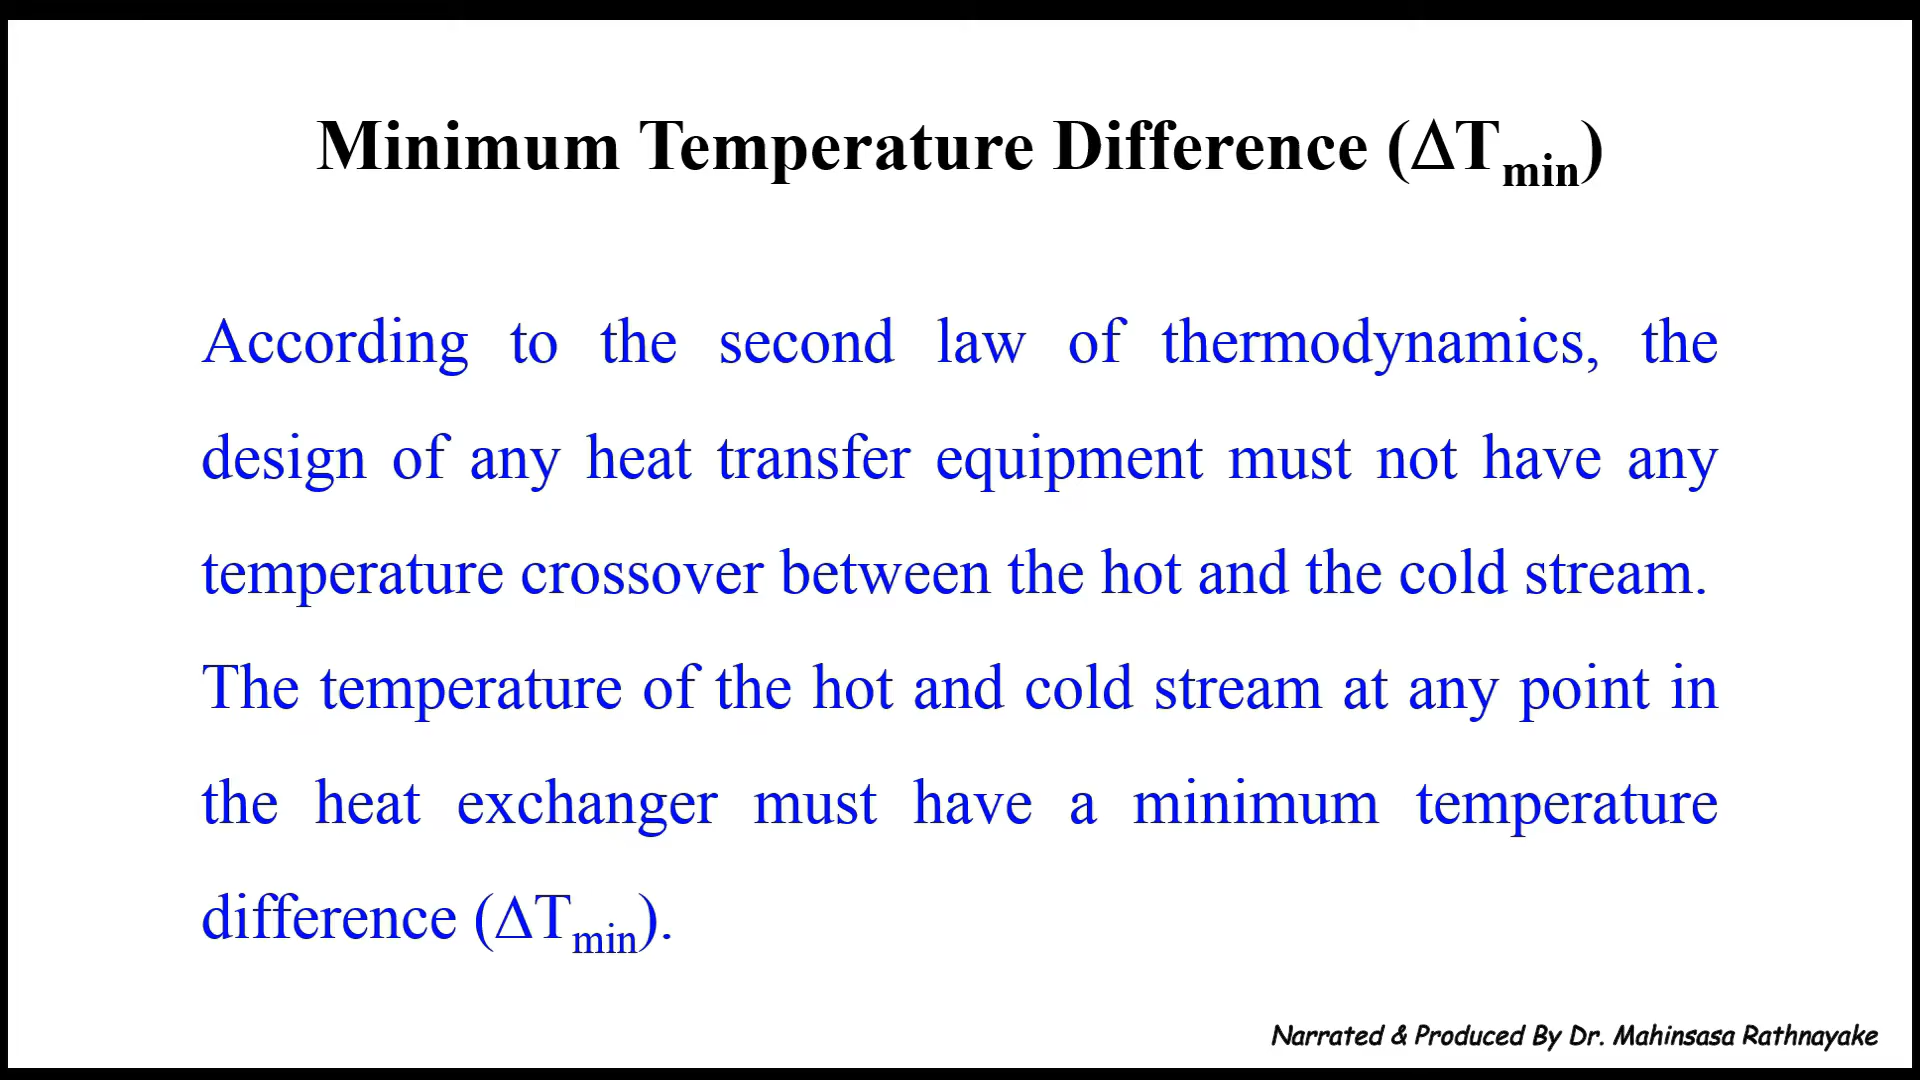 Minimum Temperature Difference (ΔTmin)
According to the second law of thermodynamics, the
design of any heat transfer equipment must not have any
temperature crossover between the hot and the cold stream.
The temperature of the hot and cold stream at any point in
the heat exchanger must have a minimum temperature
difference (ΔTmin).
Narrated & Produced By Dr. Mahinsasa Rathnayake